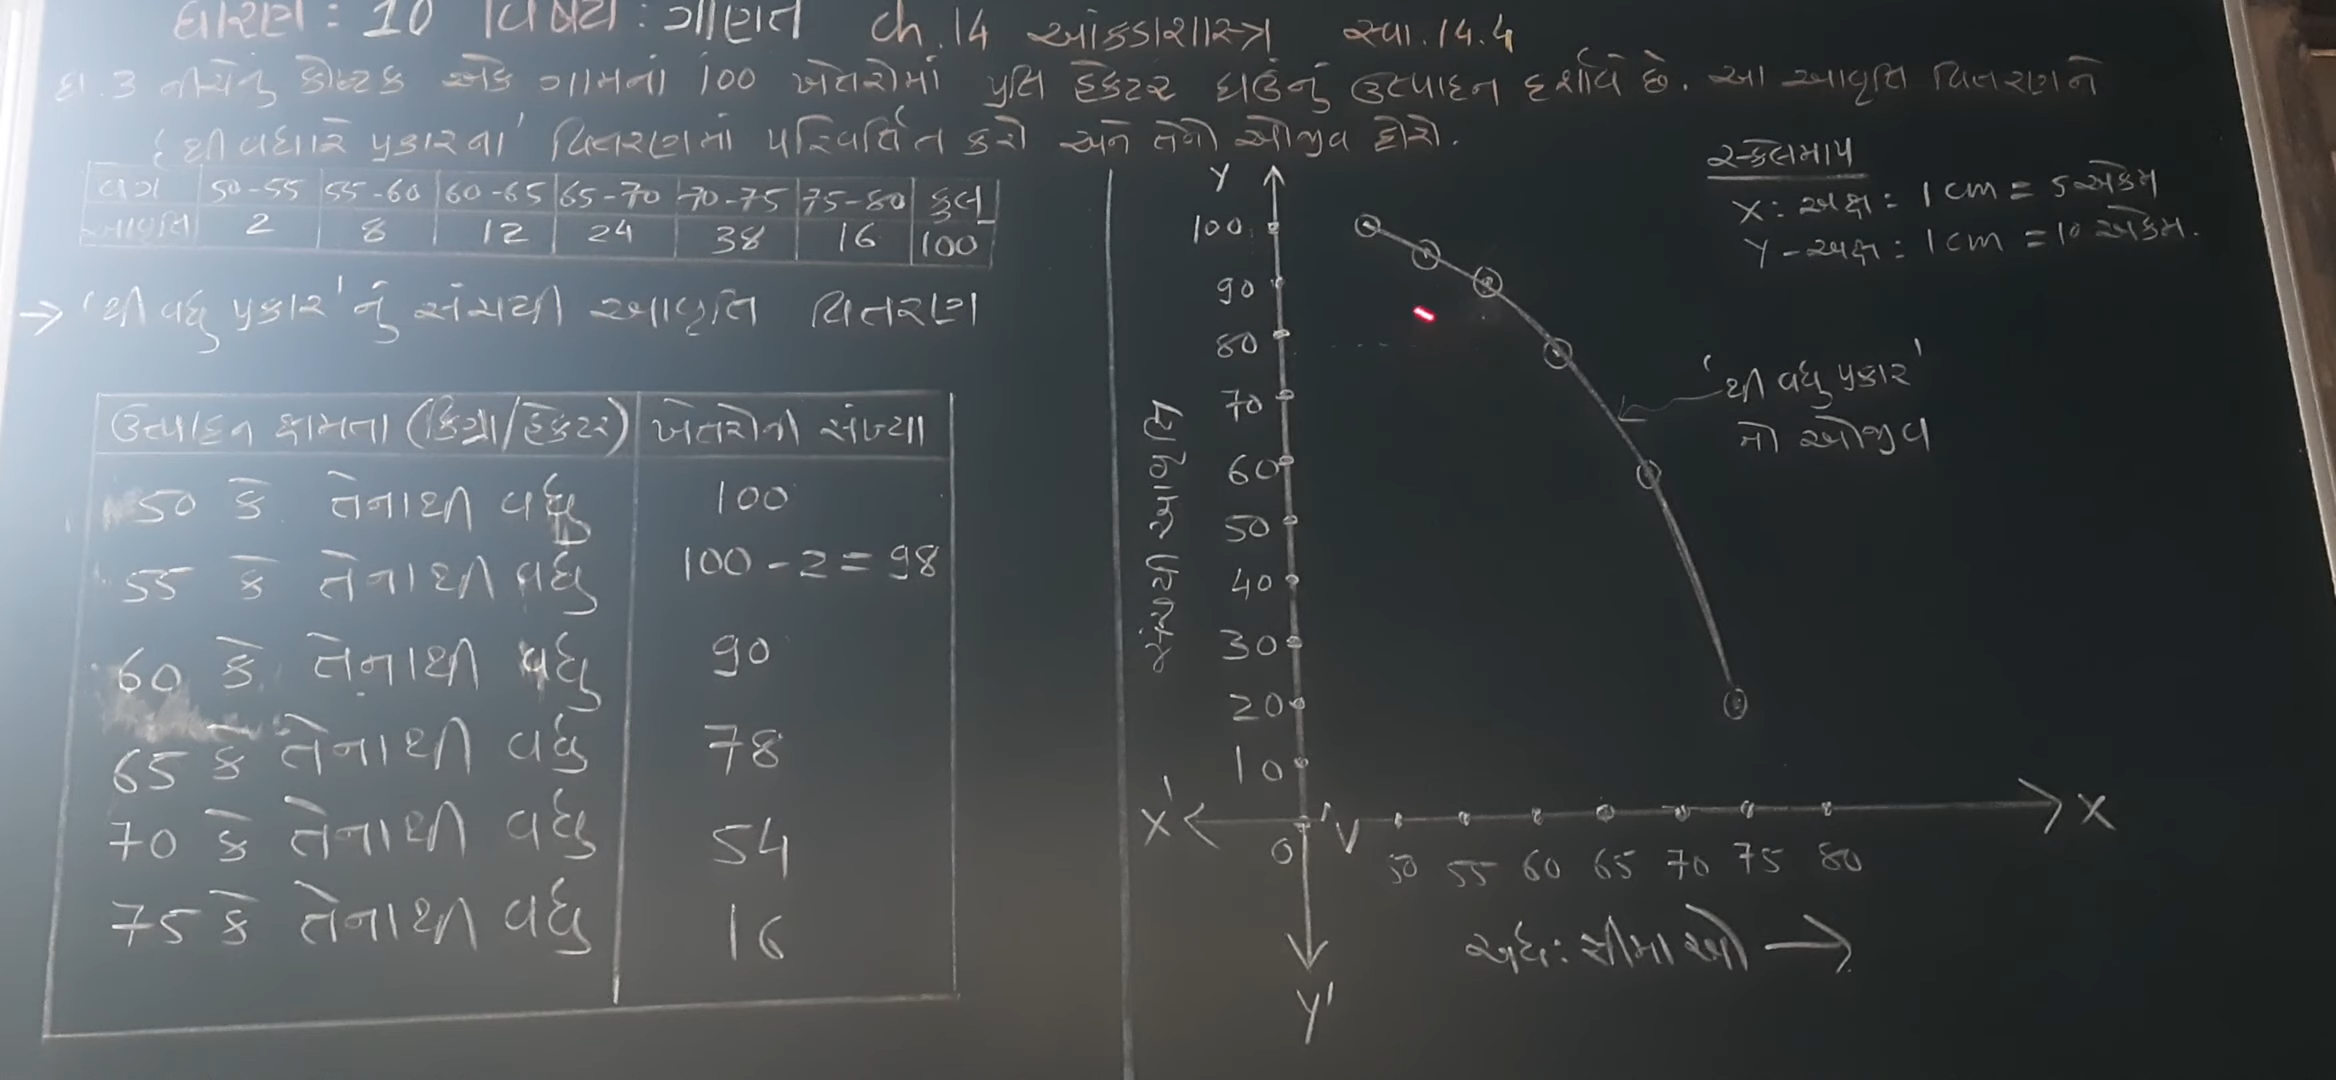 ધોરણ : 10 વિષય : ગણિત ch.14 આંકડાશાસ્ત્ર સ્વા.14.4
દા.3 નીચેનું કોષ્ટક એક ગામનાં 100 ખેતરોમાં પ્રતિ હેક્ટર ઘઉંનું ઉત્પાદન દર્શાવે છે. આ આવૃત્તિ વિતરણને
'થી વધારે પ્રકારના' વિતરણમાં પરિવર્તિત કરો અને તેનો ઓજીવ દોરો.
વર્ગ 50-55 55-60 60-65 65-70 70-75 75-80 કુલ
આવૃત્તિ 2 8 12 24 38 16 100
→ 'થી વધુ પ્રકાર' નું સંચયી આવૃત્તિ વિતરણ
ઉત્પાદન ક્ષમતા (કિગ્રા/હેક્ટર) ખેતરોની સંખ્યા
50 કે તેનાથી વધુ 100
55 કે તેનાથી વધુ 100 - 2 = 98
60 કે તેનાથી વધુ 90
65 કે તેનાથી વધુ 78
70 કે તેનાથી વધુ 54
75 કે તેનાથી વધુ 16
સ્કેલમાપ
X: અક્ષ : 1 cm = 5 એકમ
Y - અક્ષ : 1 cm = 10 એકમ.
Y
100
90
80
70
60
50
40
30
20
10
સંચયી આવૃત્તિ
'થી વધુ પ્રકાર'
નો ઓજીવ
X' O X
50 55 60 65 70 75 80
અધ: સીમાઓ →
Y'